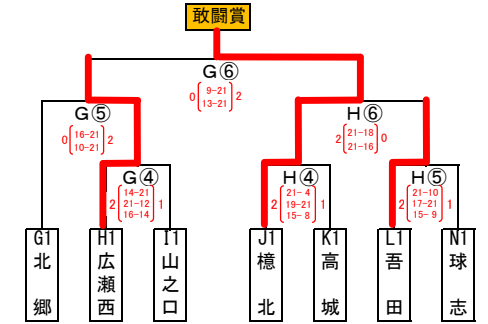 敢闘賞
G⑥
0 9-21 2
13-21
G⑤
0 16-21 2
10-21
H⑥
2 21-18 0
21-16
G④
2 14-21 1
21-12
16-14
H④
2 21- 4 1
19-21
15- 8
H⑤
2 21-10 1
17-21
15- 9
G1 北郷
H1 広瀬西
I1 山之口
J1 檍北
K1 高城
L1 吾田
N1 球志